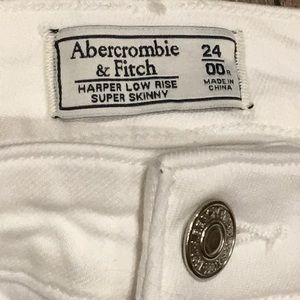 Abercrombie
& Fitch
HARPER LOW RISE
SUPER SKINNY
24
00R
MADE IN
CHINA